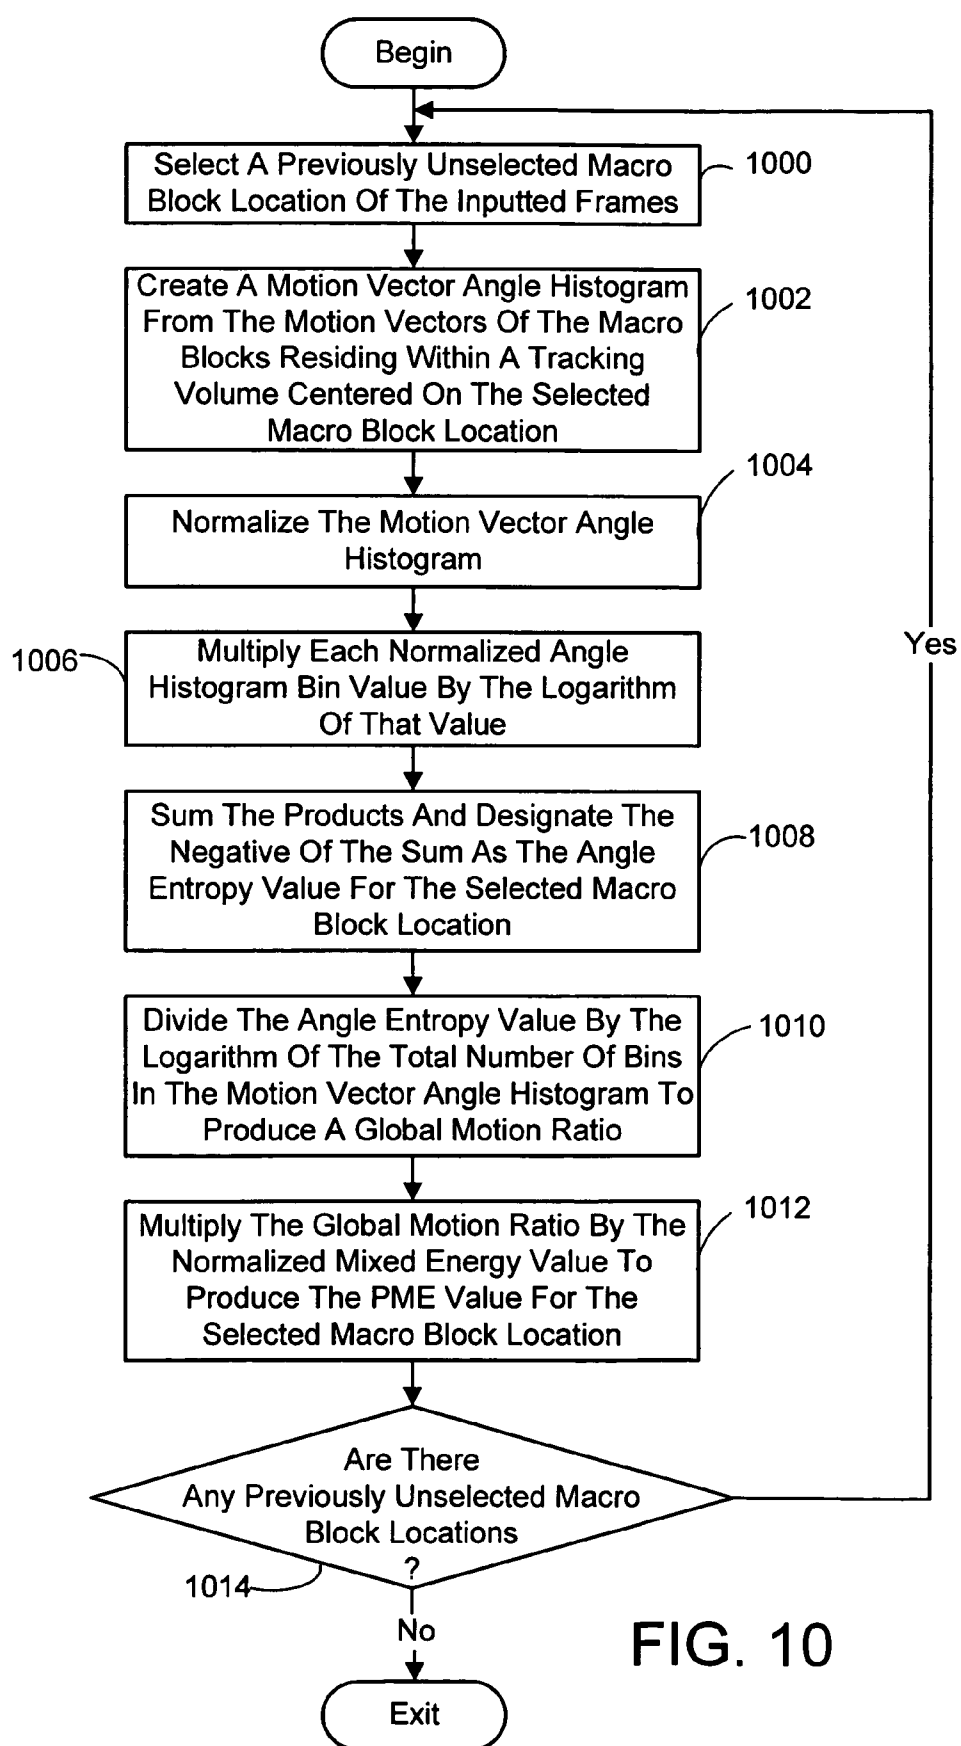 Begin
Select A Previously Unselected Macro
Block Location Of The Inputted Frames
1000
Create A Motion Vector Angle Histogram
From The Motion Vectors Of The Macro
Blocks Residing Within A Tracking
Volume Centered On The Selected
Macro Block Location
1002
1004
Normalize The Motion Vector Angle
Histogram
1006
Multiply Each Normalized Angle
Histogram Bin Value By The Logarithm
Of That Value
Yes
Sum The Products And Designate The
Negative Of The Sum As The Angle
Entropy Value For The Selected Macro
Block Location
1008
Divide The Angle Entropy Value By The
Logarithm Of The Total Number Of Bins
In The Motion Vector Angle Histogram To
Produce A Global Motion Ratio
1010
Multiply The Global Motion Ratio By The
Normalized Mixed Energy Value To
Produce The PME Value For The
Selected Macro Block Location
1012
Are There
Any Previously Unselected Macro
Block Locations
?
1014
No
FIG. 10
Exit